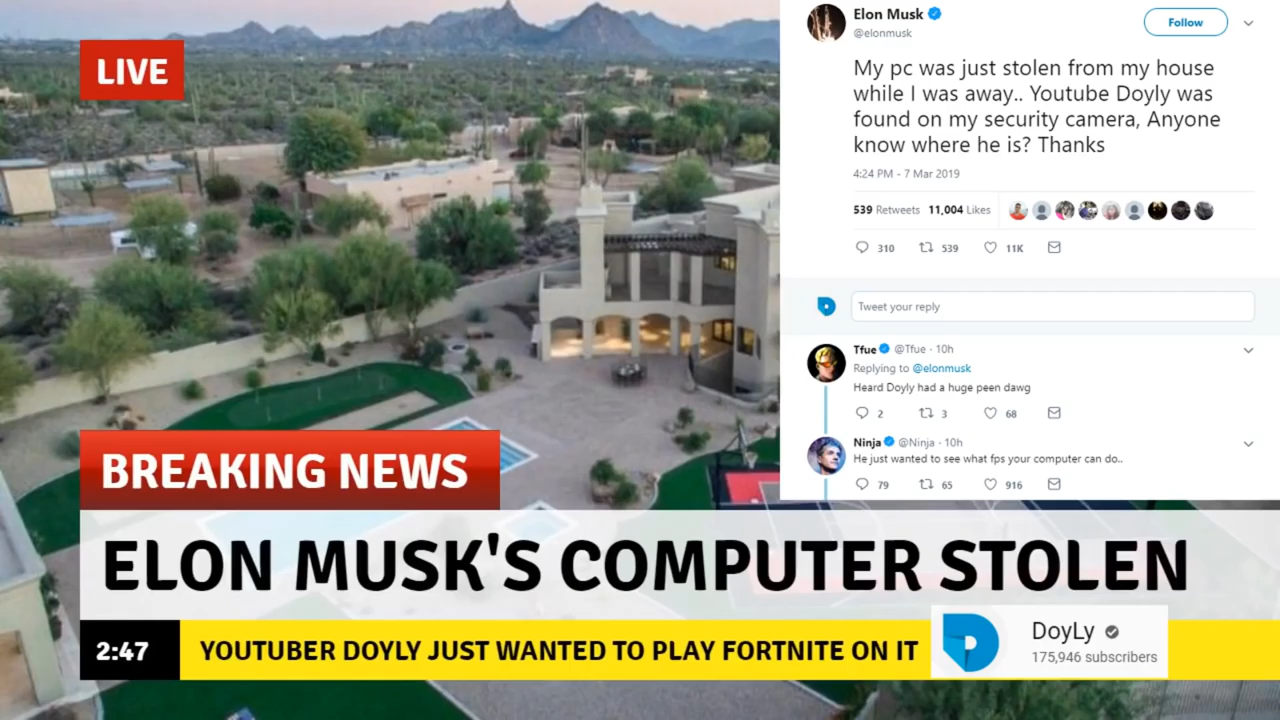 LIVE
Elon Musk
@elonmusk
Follow
My pc was just stolen from my house
while I was away.. Youtube Doyly was
found on my security camera, Anyone
know where he is? Thanks
4:24 PM - 7 Mar 2019
539 Retweets 11,004 Likes
310 539 11K
Tweet your reply
Tfue @Tfue · 10h
Replying to @elonmusk
Heard Doyly had a huge peen dawg
2 3 68
Ninja @Ninja · 10h
He just wanted to see what fps your computer can do..
79 65 916
BREAKING NEWS
ELON MUSK'S COMPUTER STOLEN
2:47
YOUTUBER DOYLY JUST WANTED TO PLAY FORTNITE ON IT
DoyLy
175,946 subscribers